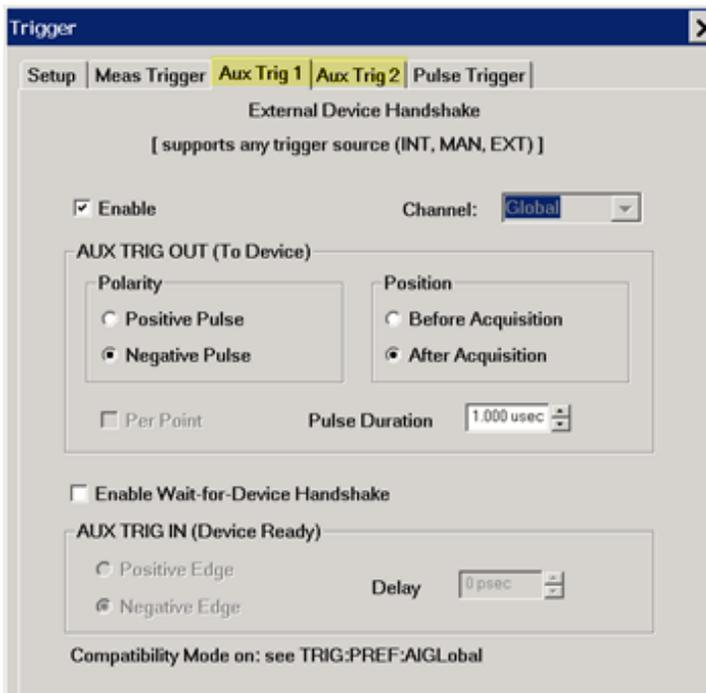 Trigger
Setup Meas Trigger Aux Trig 1 Aux Trig 2 Pulse Trigger
External Device Handshake
[ supports any trigger source (INT, MAN, EXT) ]
Enable Channel: Global
AUX TRIG OUT (To Device)
Polarity Position
Positive Pulse Before Acquisition
Negative Pulse After Acquisition
Per Point Pulse Duration 1.000 usec
Enable Wait-for-Device Handshake
AUX TRIG IN (Device Ready)
Positive Edge
Delay 0 psec
Negative Edge
Compatibility Mode on: see TRIG:PREF:AIGLobal